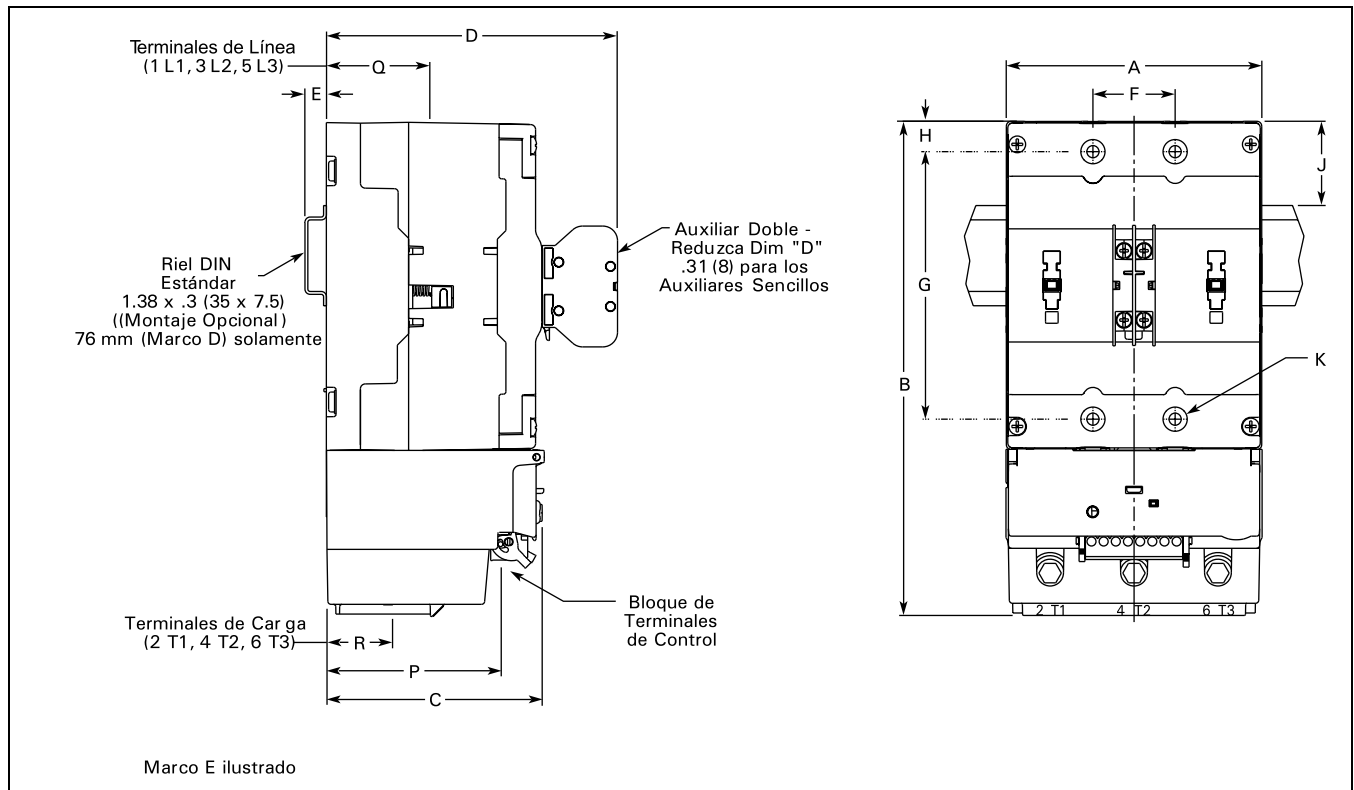 D
Terminales de Línea
(1 L1, 3 L2, 5 L3)
Q
E
Riel DIN
Estándar
1.38 x .3 (35 x 7.5)
((Montaje Opcional)
76 mm (Marco D) solamente
Auxiliar Doble -
Reduzca Dim "D"
.31 (8) para los
Auxiliares Sencillos
Terminales de Carga
(2 T1, 4 T2, 6 T3)
R
P
C
Bloque de
Terminales
de Control
Marco E ilustrado
A
F
H
J
G
B
K
2 T1 4 T2 6 T3